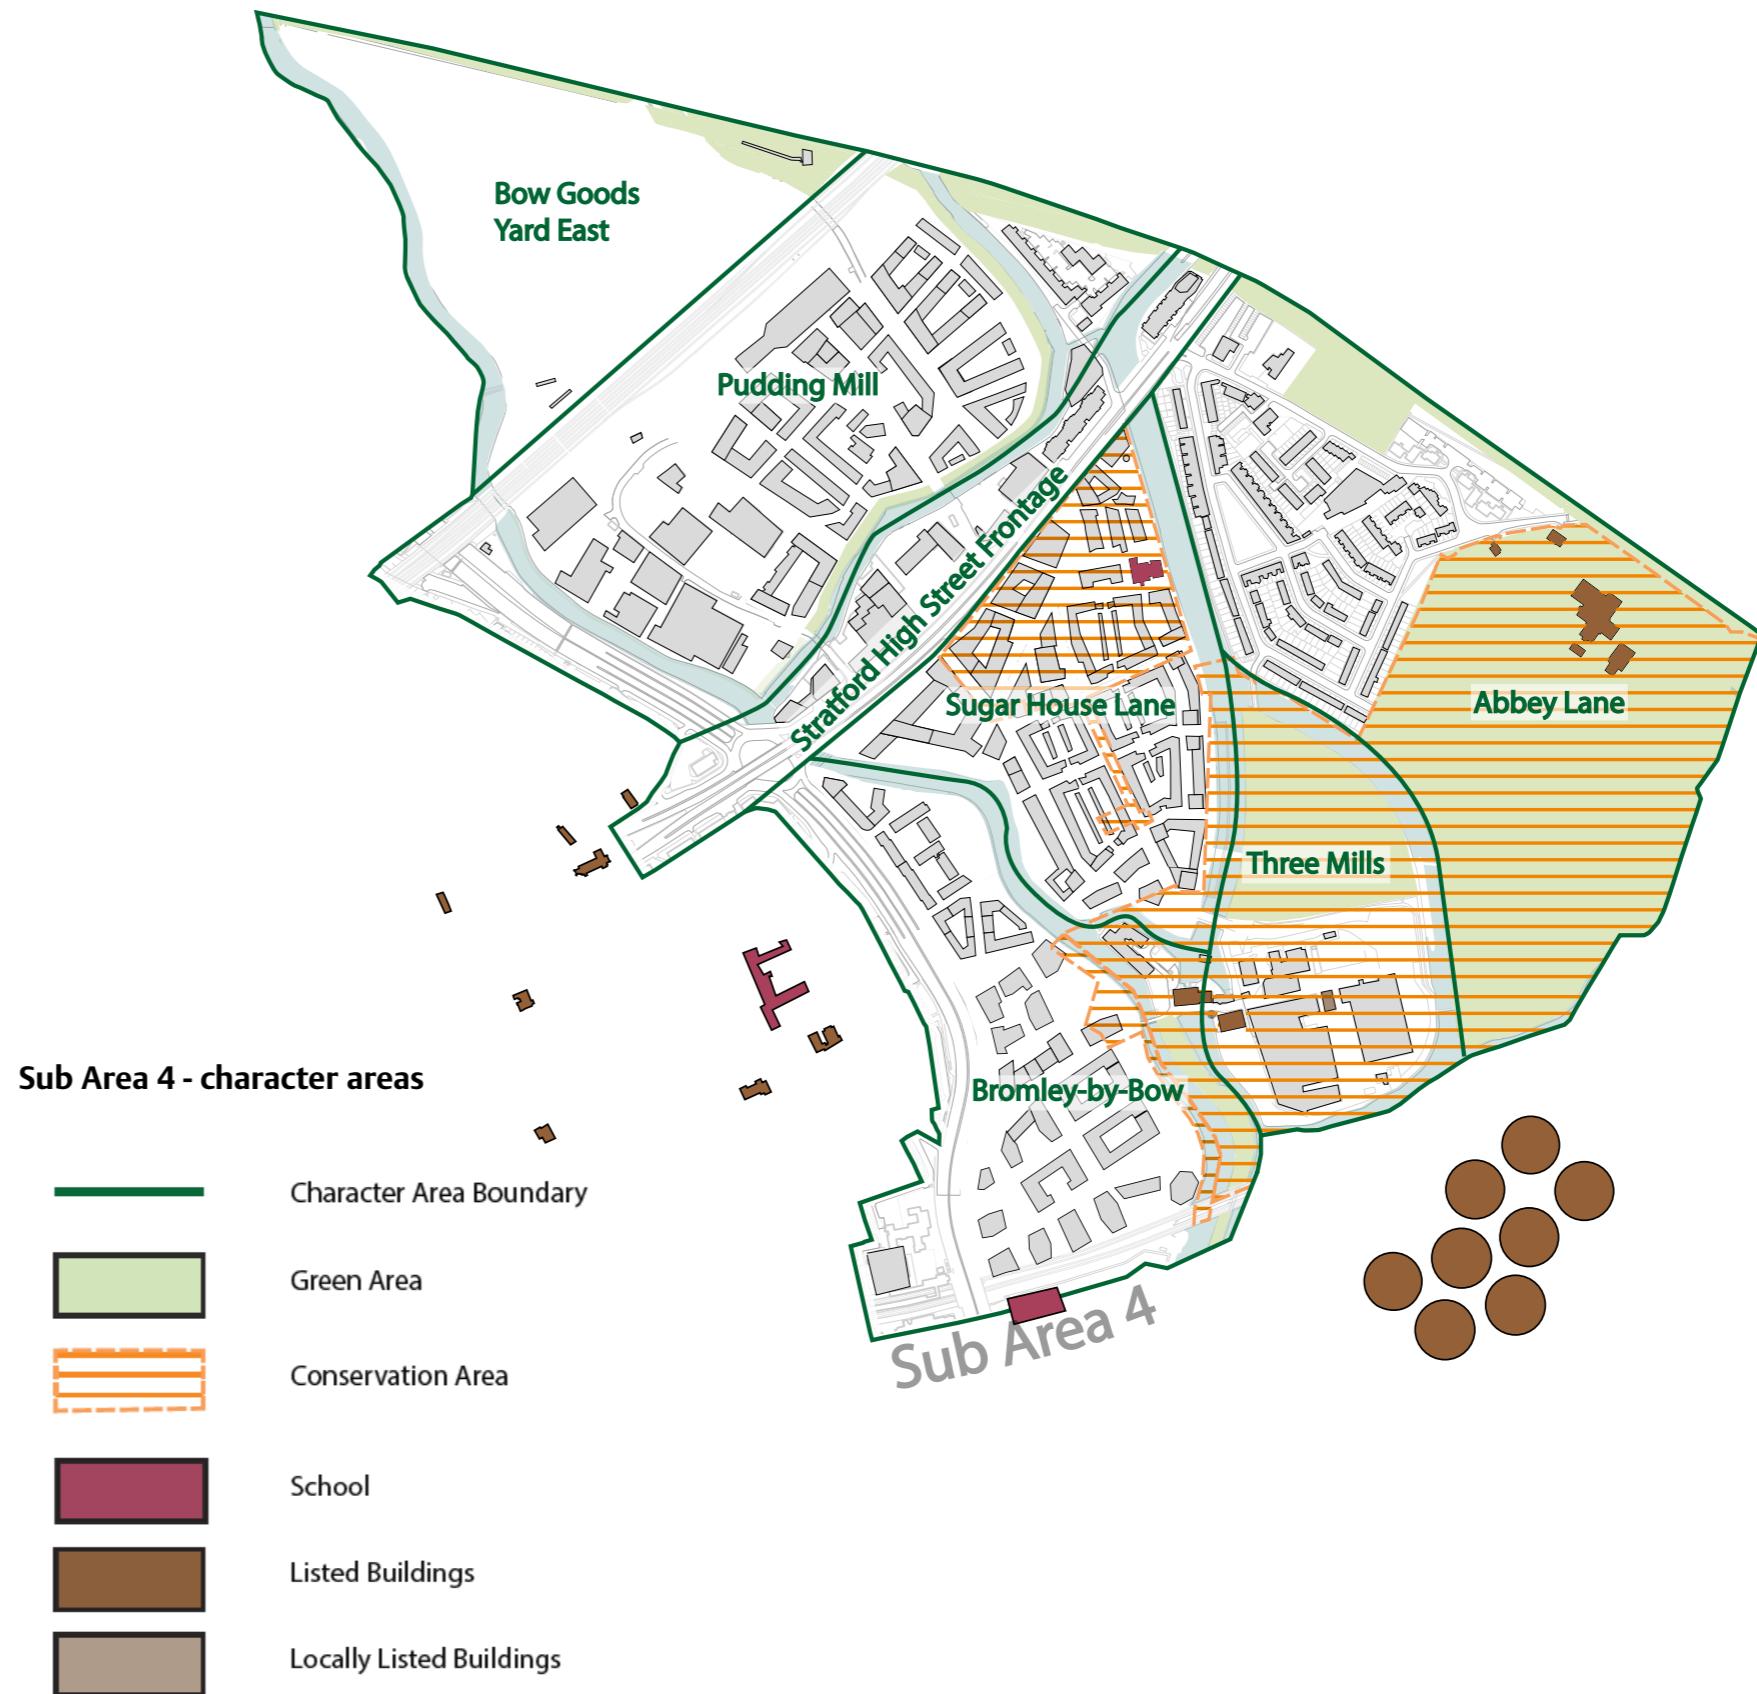 Bow Goods
Yard East
Pudding Mill
Stratford High Street Frontage
Sugar House Lane
Abbey Lane
Three Mills
Bromley-by-Bow
Sub Area 4
Sub Area 4 - character areas
Character Area Boundary
Green Area
Conservation Area
School
Listed Buildings
Locally Listed Buildings